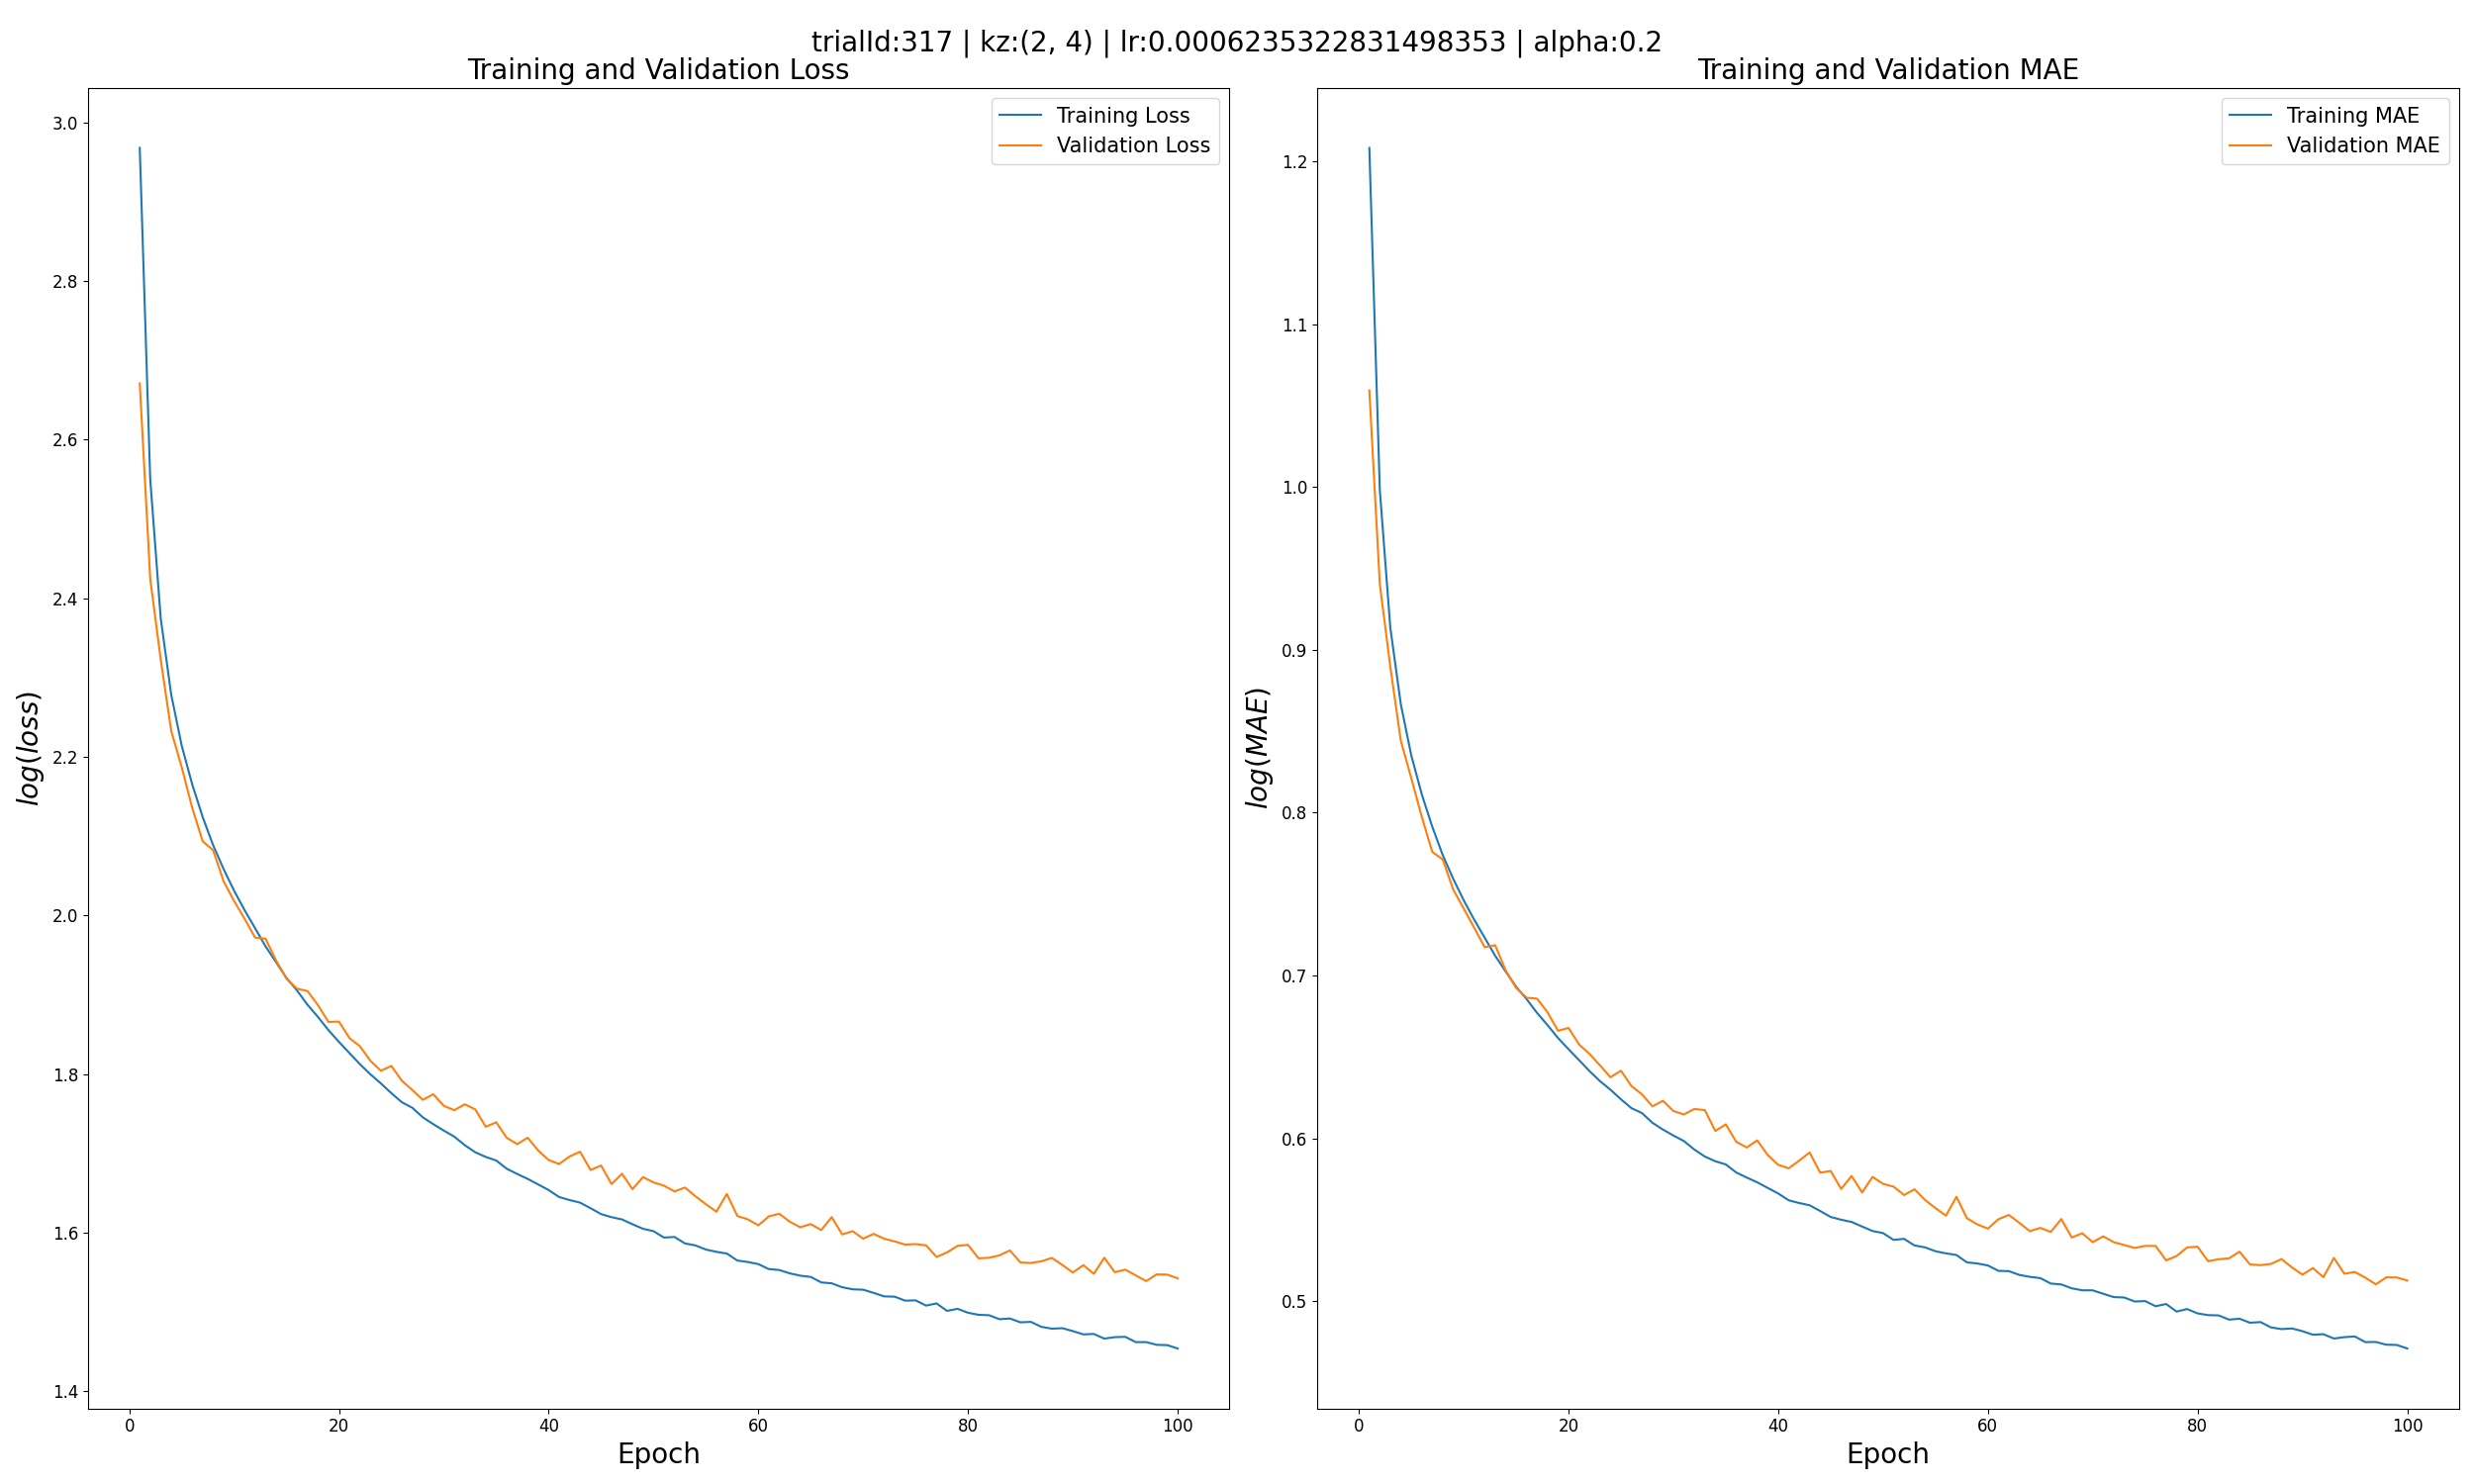 trialId:317 | kz:(2, 4) | lr:0.0006235322831498353 | alpha:0.2
Training and Validation Loss
Training Loss
Validation Loss
log(loss)
3.0
2.8
2.6
2.4
2.2
2.0
1.8
1.6
1.4
0 20 40 60 80 100
Epoch
Training and Validation MAE
Training MAE
Validation MAE
log(MAE)
1.2
1.1
1.0
0.9
0.8
0.7
0.6
0.5
0 20 40 60 80 100
Epoch